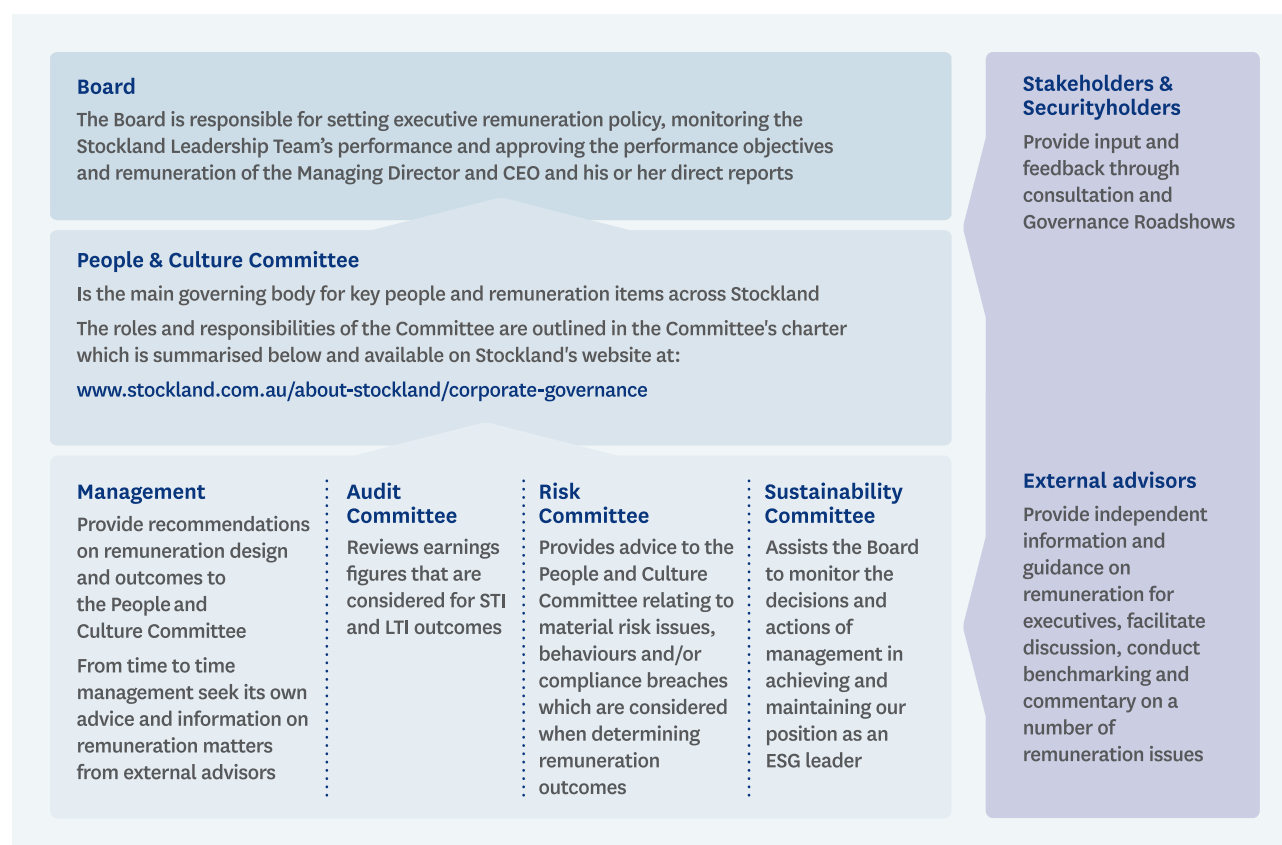 Board
The Board is responsible for setting executive remuneration policy, monitoring the
Stockland Leadership Team’s performance and approving the performance objectives
and remuneration of the Managing Director and CEO and his or her direct reports
People & Culture Committee
Is the main governing body for key people and remuneration items across Stockland
The roles and responsibilities of the Committee are outlined in the Committee's charter
which is summarised below and available on Stockland's website at:
www.stockland.com.au/about-stockland/corporate-governance
Management
Provide recommendations
on remuneration design
and outcomes to
the People and
Culture Committee
From time to time
management seek its own
advice and information on
remuneration matters
from external advisors
Audit
Committee
Reviews earnings
figures that are
considered for STI
and LTI outcomes
Risk
Committee
Provides advice to the
People and Culture
Committee relating to
material risk issues,
behaviours and/or
compliance breaches
which are considered
when determining
remuneration
outcomes
Sustainability
Committee
Assists the Board
to monitor the
decisions and
actions of
management in
achieving and
maintaining our
position as an
ESG leader
Stakeholders &
Securityholders
Provide input and
feedback through
consultation and
Governance Roadshows
External advisors
Provide independent
information and
guidance on
remuneration for
executives, facilitate
discussion, conduct
benchmarking and
commentary on a
number of
remuneration issues